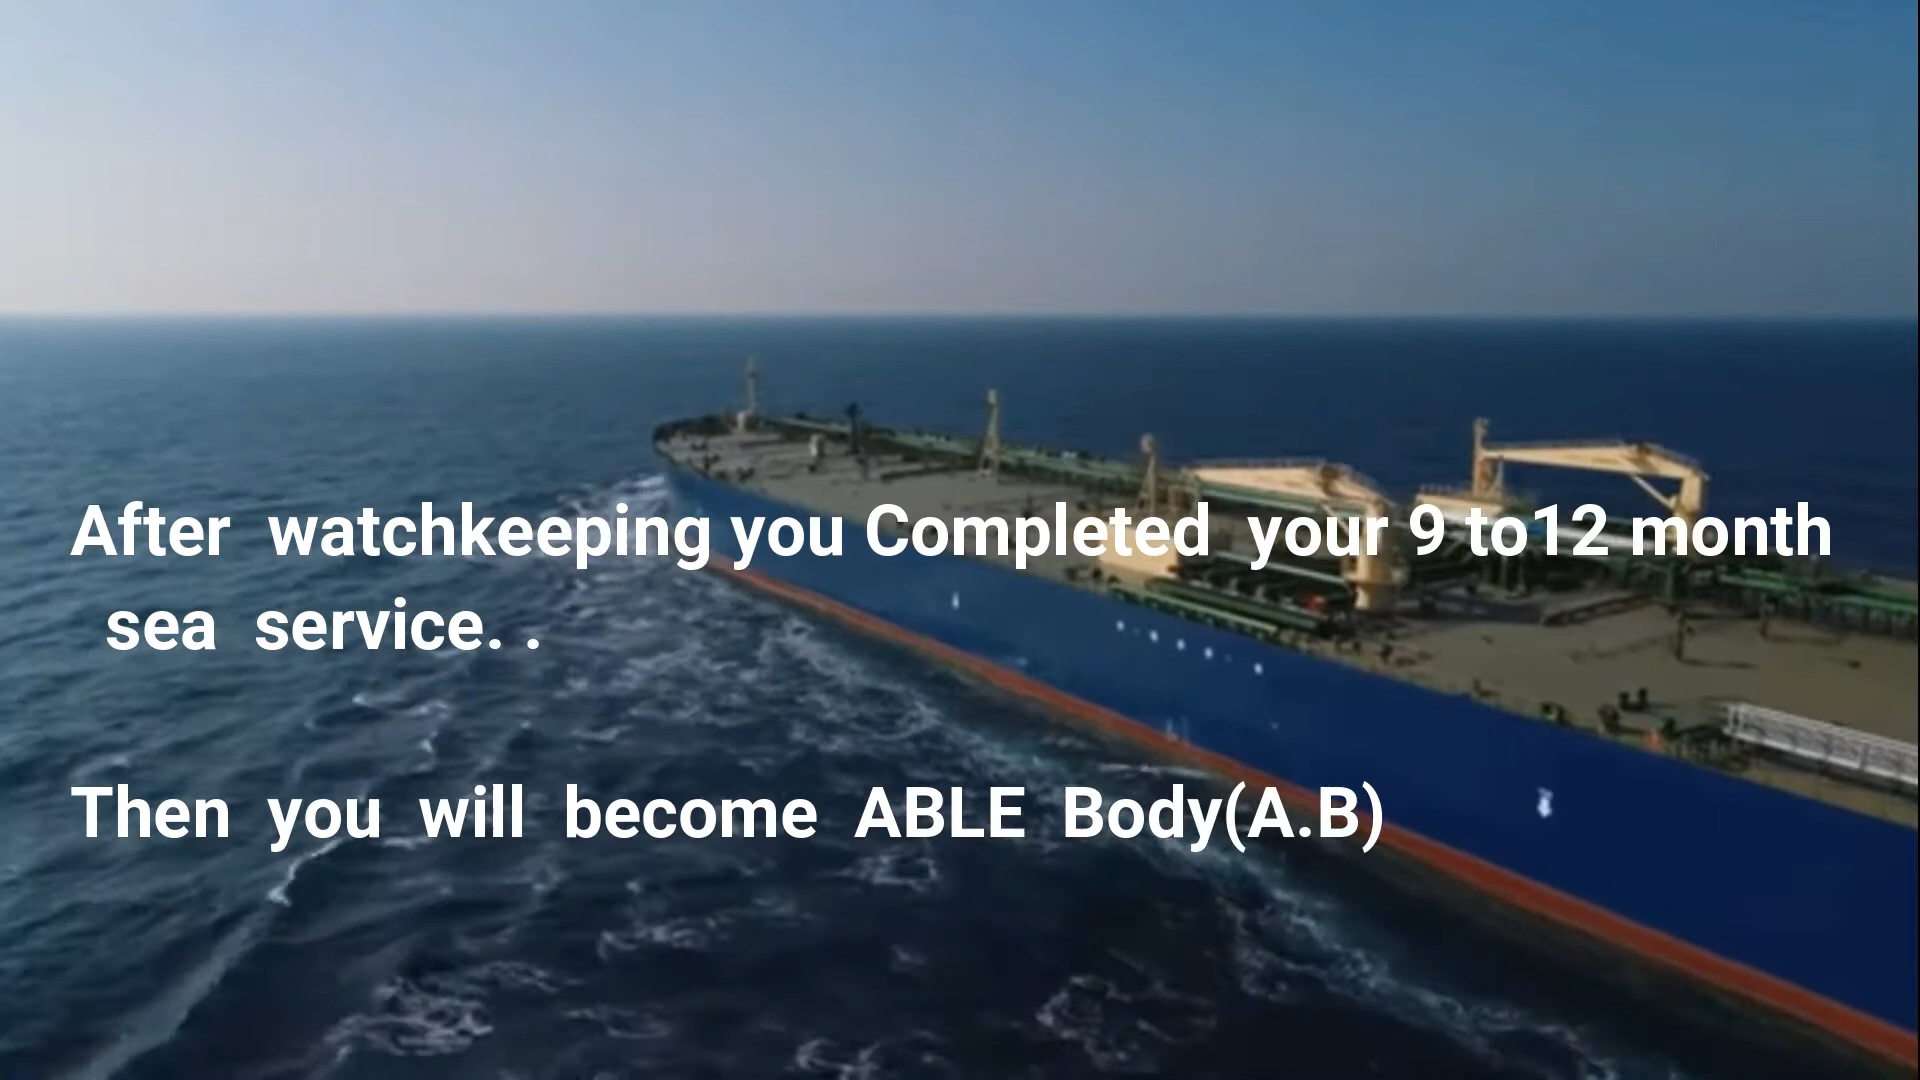 After watchkeeping you Completed your 9 to12 month
sea service. .
Then you will become ABLE Body(A.B)